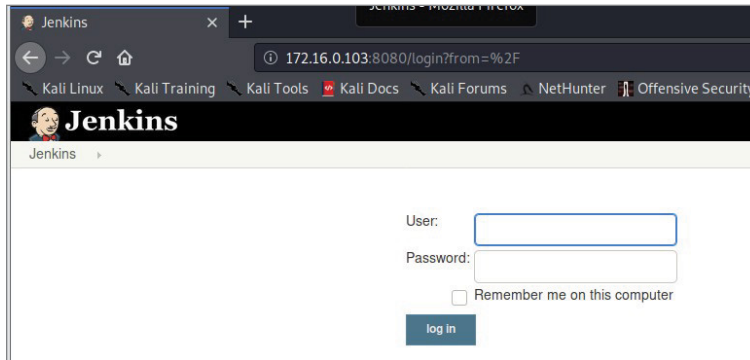 Jenkins - Mozilla Firefox
Jenkins
172.16.0.103:8080/login?from=%2F
Kali Linux Kali Training Kali Tools Kali Docs Kali Forums NetHunter Offensive Security
Jenkins
Jenkins
User:
Password:
Remember me on this computer
log in